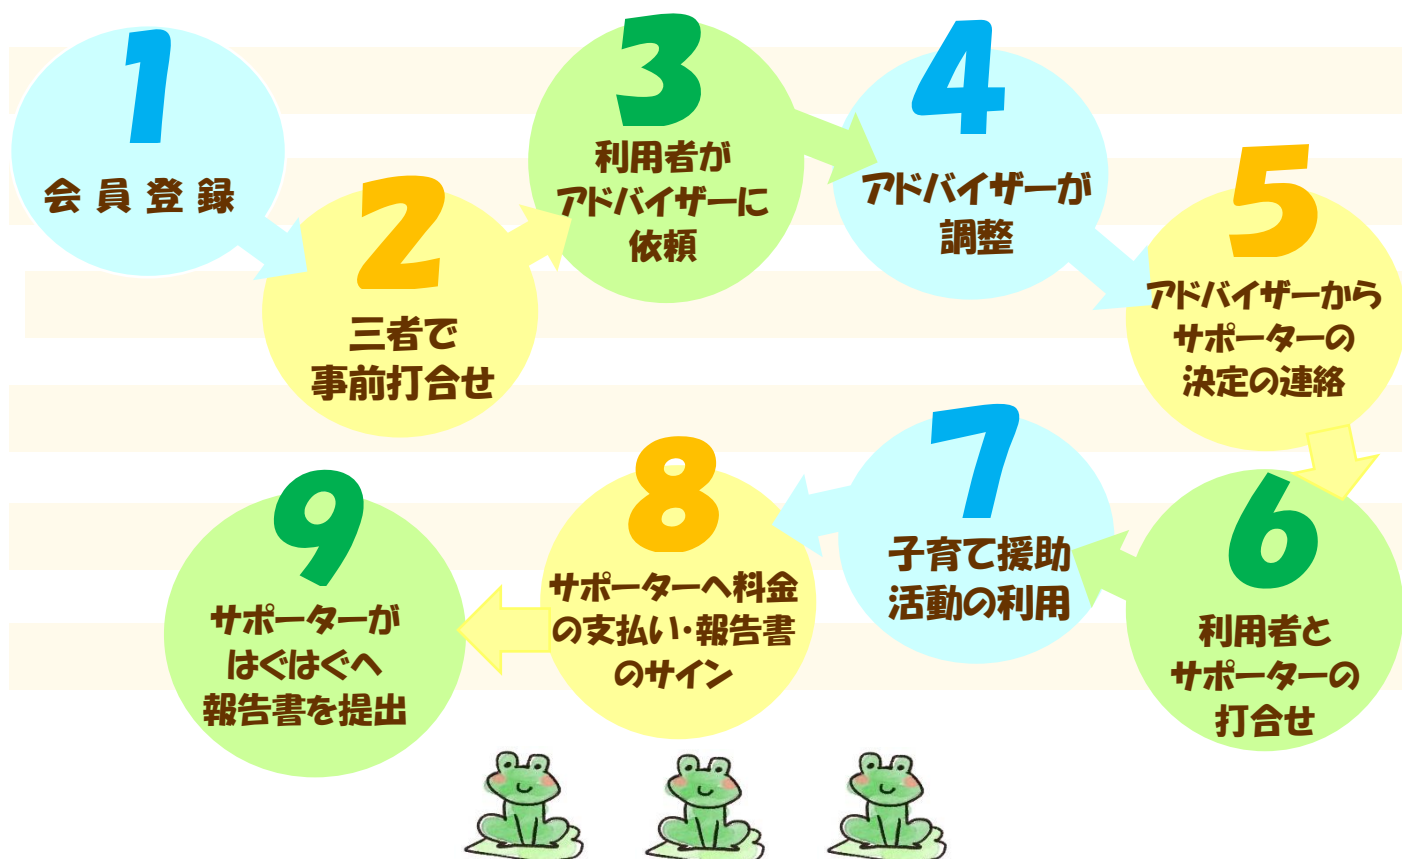 1
会 員 登 録
2
三者で
事前打合せ
3
利用者が
アドバイザーに
依頼
4
アドバイザーが
調整
5
アドバイザーから
サポーターの
決定の連絡
6
利用者と
サポーターの
打合せ
7
子育て援助
活動の利用
8
サポーターへ料金
の支払い・報告書
のサイン
9
サポーターが
はぐはぐへ
報告書を提出